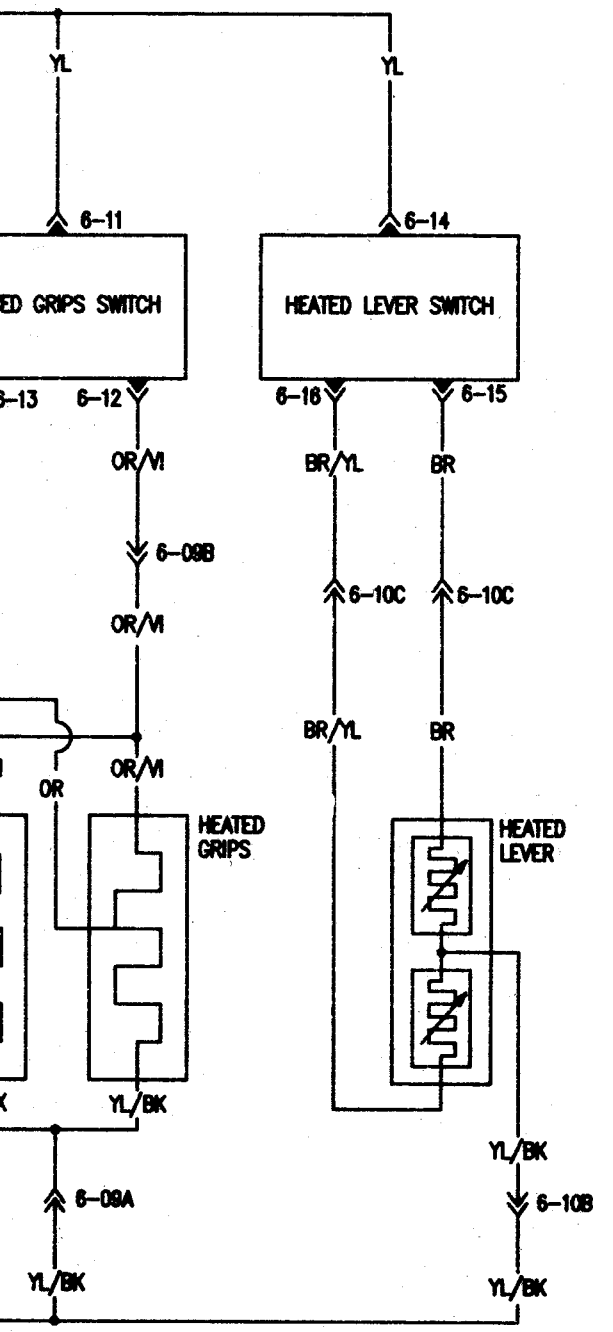 YL YL
6-11 6-14
ED GRIPS SWITCH HEATED LEVER SWITCH
6-13 6-12 6-16 6-15
OR/VI BR/YL BR
6-09B
6-10C 6-10C
OR/VI
BR/YL BR
OR/VI
OR
HEATED
GRIPS
HEATED
LEVER
K YL/BK
YL/BK
6-09A 6-10B
YL/BK YL/BK